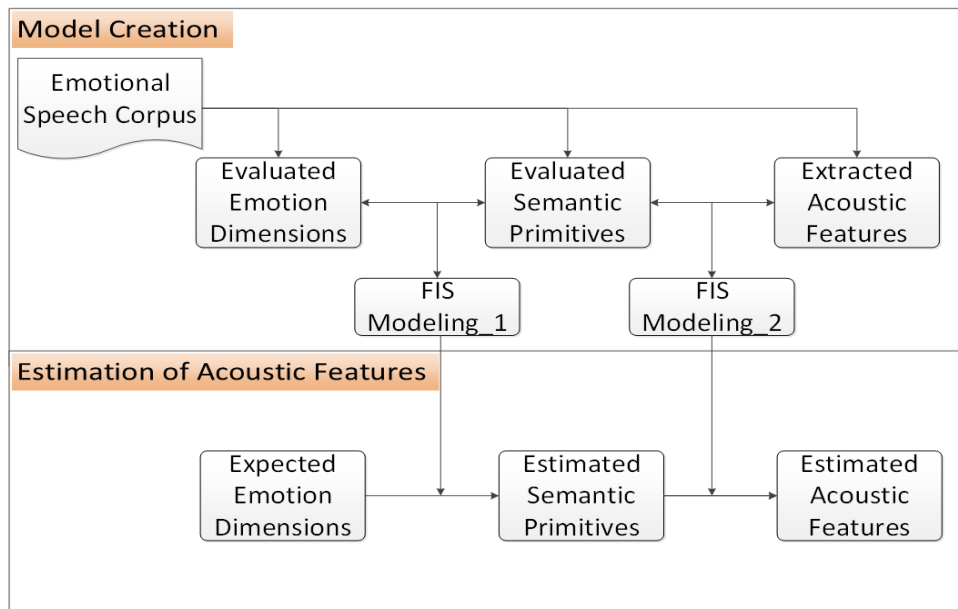 Model Creation
Emotional
Speech Corpus
Evaluated
Emotion
Dimensions
Evaluated
Semantic
Primitives
Extracted
Acoustic
Features
FIS
Modeling_1
FIS
Modeling_2
Estimation of Acoustic Features
Expected
Emotion
Dimensions
Estimated
Semantic
Primitives
Estimated
Acoustic
Features